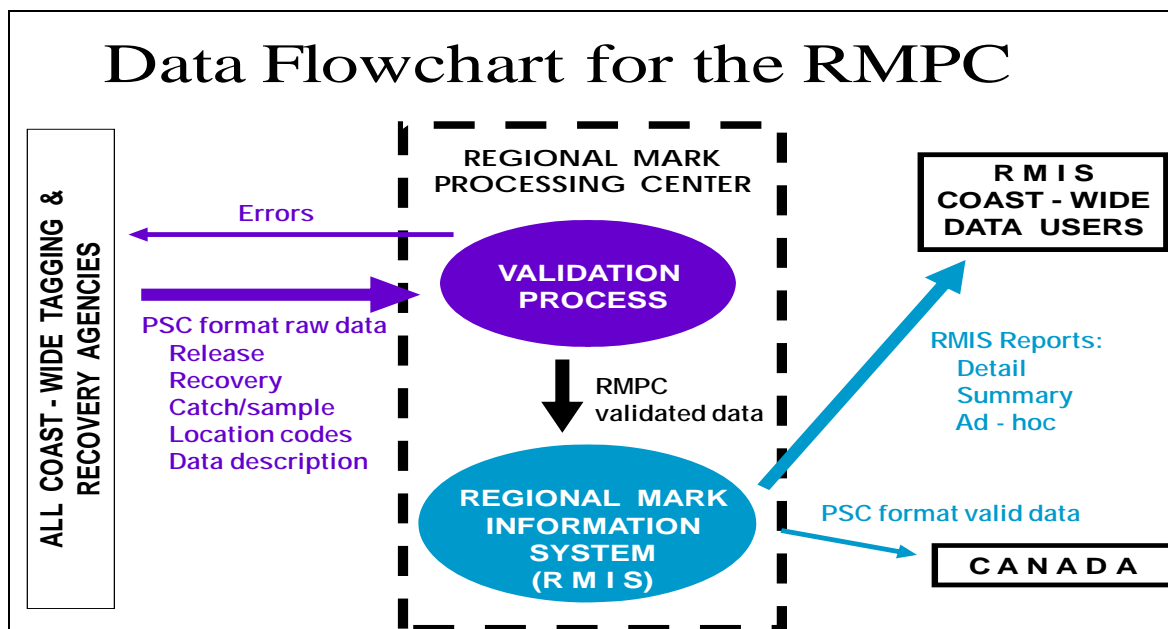 Data Flowchart for the RMPC
ALL COAST - WIDE TAGGING &
RECOVERY AGENCIES
Errors
PSC format raw data
Release
Recovery
Catch/sample
Location codes
Data description
REGIONAL MARK
PROCESSING CENTER
VALIDATION
PROCESS
RMPC
validated data
REGIONAL MARK
INFORMATION
SYSTEM
(R M I S)
R M I S
COAST - WIDE
DATA USERS
RMIS Reports:
Detail
Summary
Ad - hoc
PSC format valid data
C A N A D A